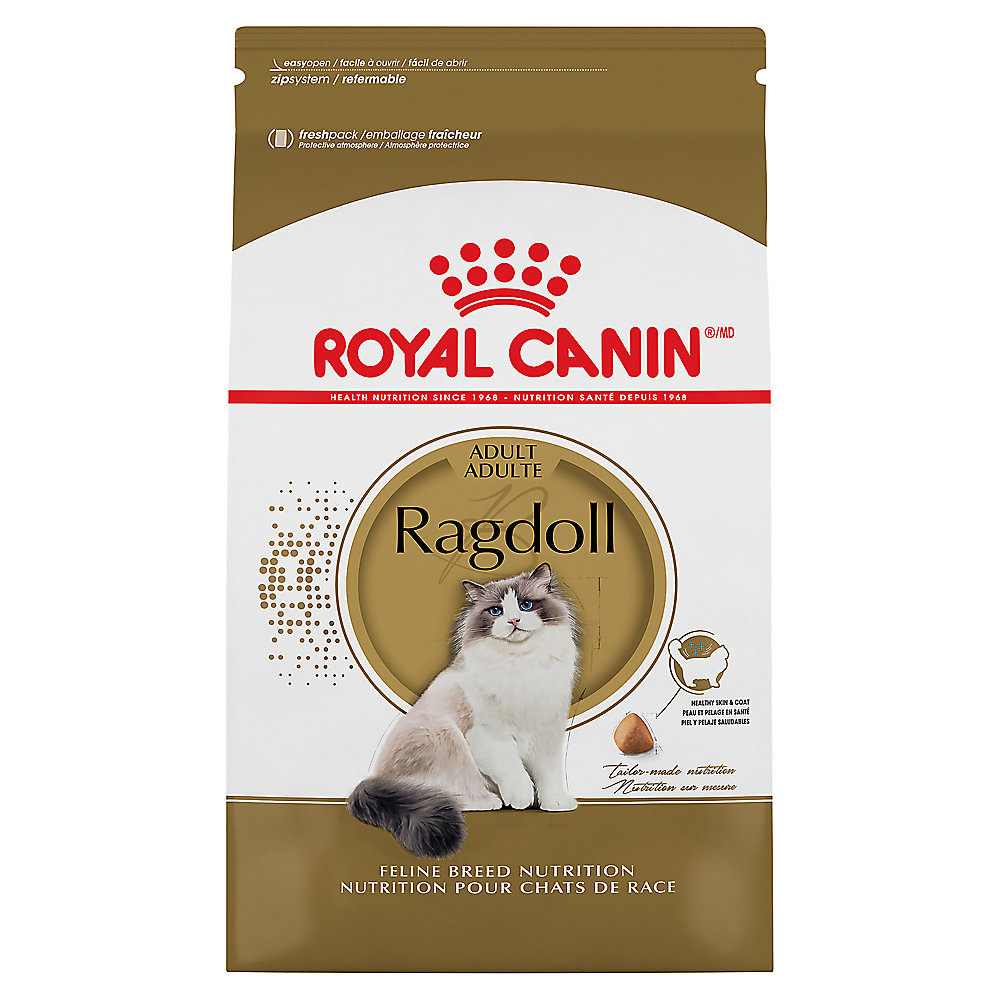 easyopen / facile à ouvrir / fácil de abrir
zipsystem / refermable
freshpack / emballage fraîcheur
Protective atmosphere / Atmosphère protectrice
ROYAL CANIN®/MD
HEALTH NUTRITION SINCE 1968 - NUTRITION SANTÉ DEPUIS 1968
ADULT
ADULTE
Ragdoll
HEALTHY SKIN & COAT
PEAU ET PELAGE EN SANTÉ
PIEL Y PELAJE SALUDABLES
Tailor-made nutrition
Nutrition sur mesure
FELINE BREED NUTRITION
NUTRITION POUR CHATS DE RACE